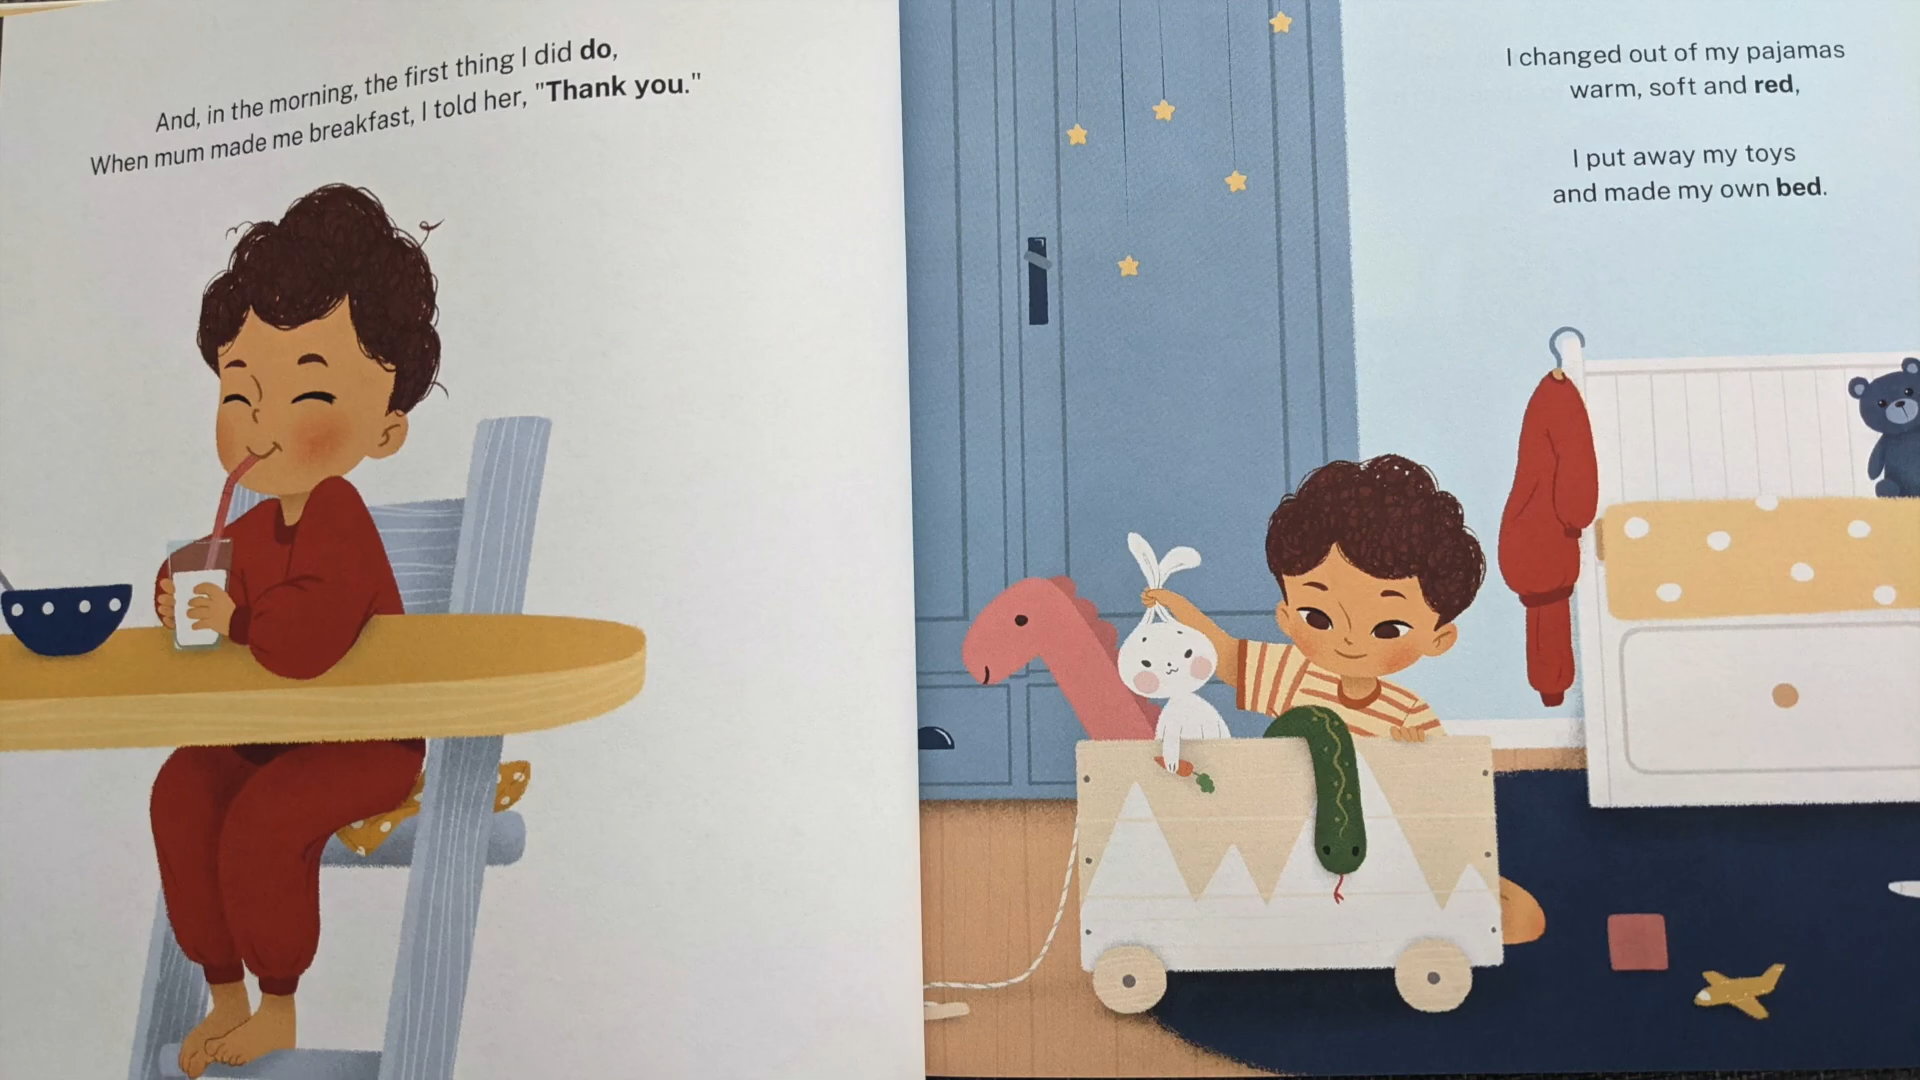 And, in the morning, the first thing I did do,
When mum made me breakfast, I told her, "Thank you."
I changed out of my pajamas
warm, soft and red,
I put away my toys
and made my own bed.